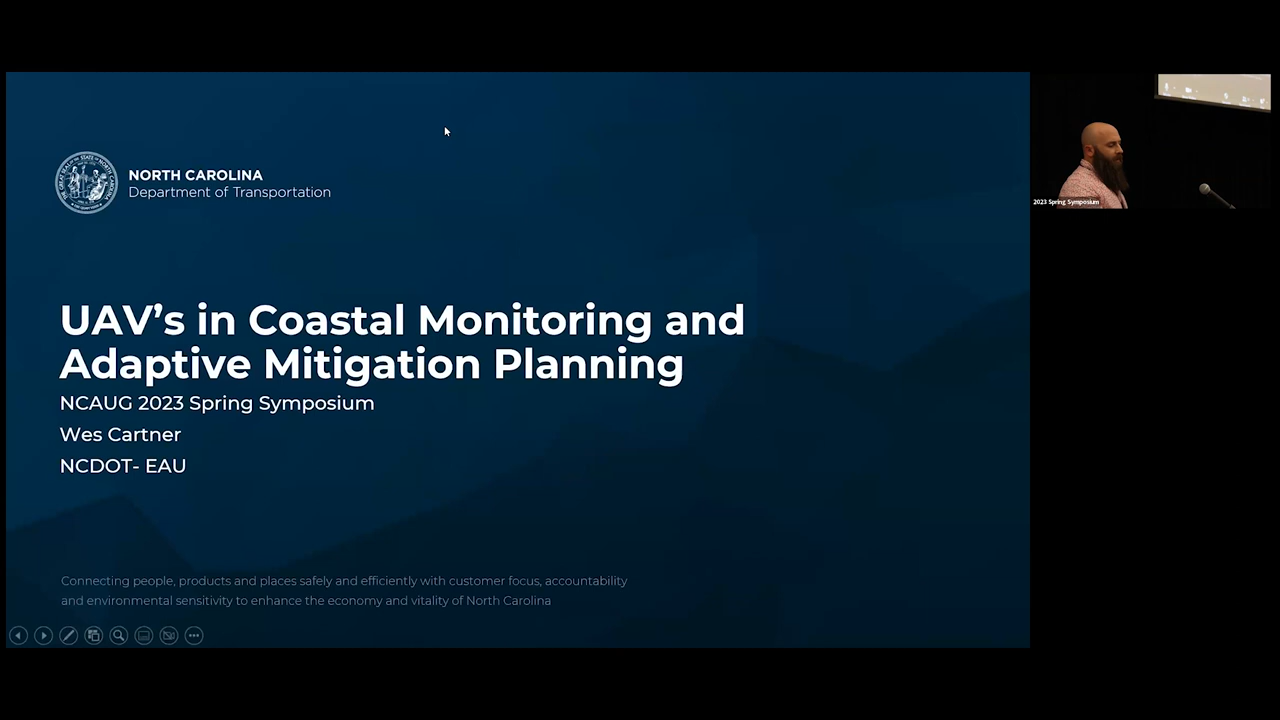 NORTH CAROLINA
Department of Transportation
UAV's in Coastal Monitoring and
Adaptive Mitigation Planning
NCAUG 2023 Spring Symposium
Wes Cartner
NCDOT- EAU
Connecting people, products and places safely and efficiently with customer focus, accountability
and environmental sensitivity to enhance the economy and vitality of North Carolina
2023 Spring Symposium